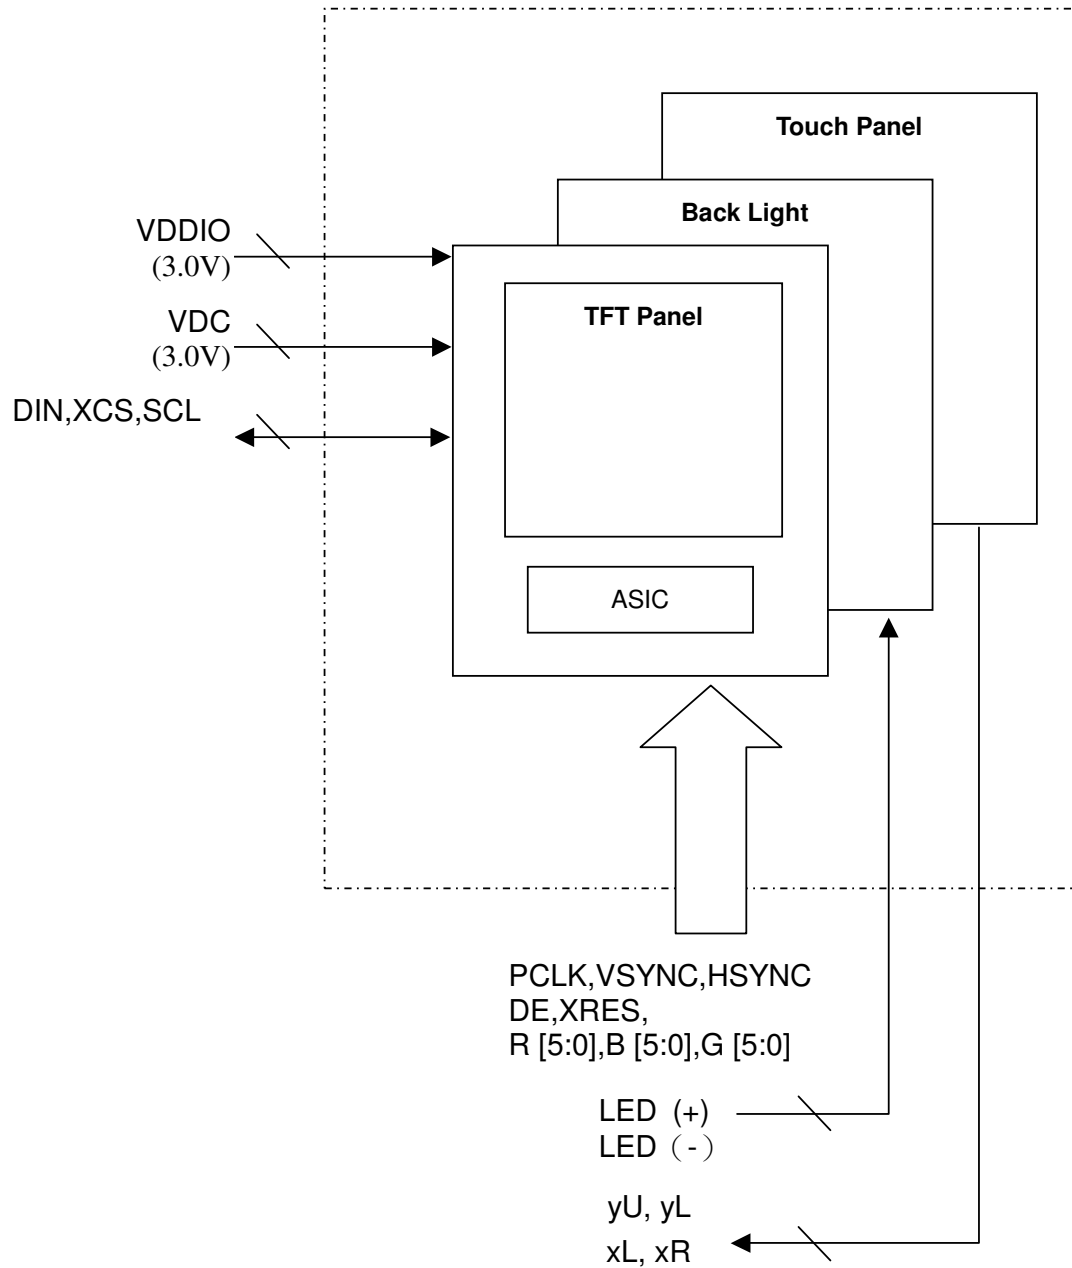 Touch Panel
Back Light
TFT Panel
ASIC
VDDIO
(3.0V)
VDC
(3.0V)
DIN,XCS,SCL
PCLK,VSYNC,HSYNC
DE,XRES,
R [5:0],B [5:0],G [5:0]
LED (+)
LED（-）
yU, yL
xL, xR